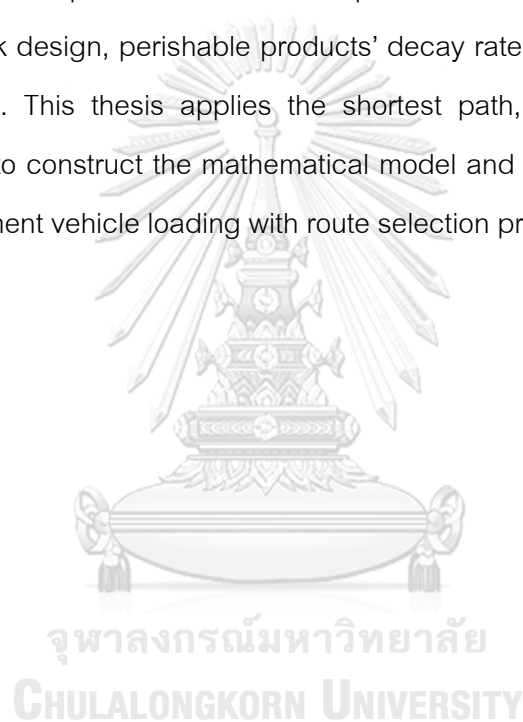 k design, perishable products' decay rate
. This thesis applies the shortest path,
to construct the mathematical model and
ent vehicle loading with route selection pr
จุฬาลงกรณ์มหาวิทยาลัย
CHULALONGKORN UNIVERSITY